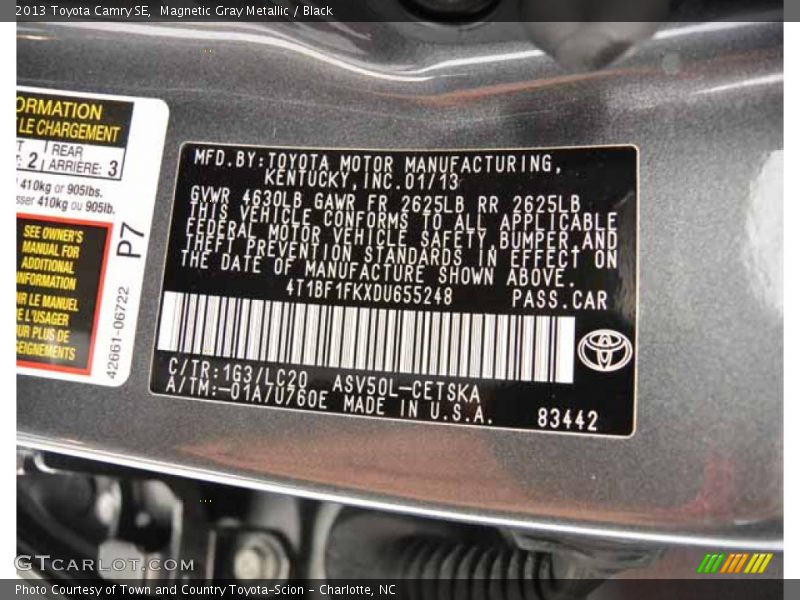 2013 Toyota Camry SE, Magnetic Gray Metallic / Black
ORMATION
LE CHARGEMENT
REAR
2 ARRIÈRE: 3
410kg or 905lbs.
sser 410kg ou 905lb.
SEE OWNER'S
MANUAL FOR
ADDITIONAL
INFORMATION
IR LE MANUEL
E L'USAGER
UR PLUS DE
SEIGNEMENTS
P7
42661-06722
MFD.BY:TOYOTA MOTOR MANUFACTURING,
KENTUCKY,INC.01/13
GVWR 4630LB GAWR FR 2625LB RR 2625LB
THIS VEHICLE CONFORMS TO ALL APPLICABLE
FEDERAL MOTOR VEHICLE SAFETY,BUMPER,AND
THEFT PREVENTION STANDARDS IN EFFECT ON
THE DATE OF MANUFACTURE SHOWN ABOVE.
4T1BF1FKXDU655248 PASS.CAR
C/TR:1G3/LC20 ASV50L-CETSKA
A/TM:-01A/U760E MADE IN U.S.A. 83442
GTCARLOT.COM
Photo Courtesy of Town and Country Toyota-Scion - Charlotte, NC